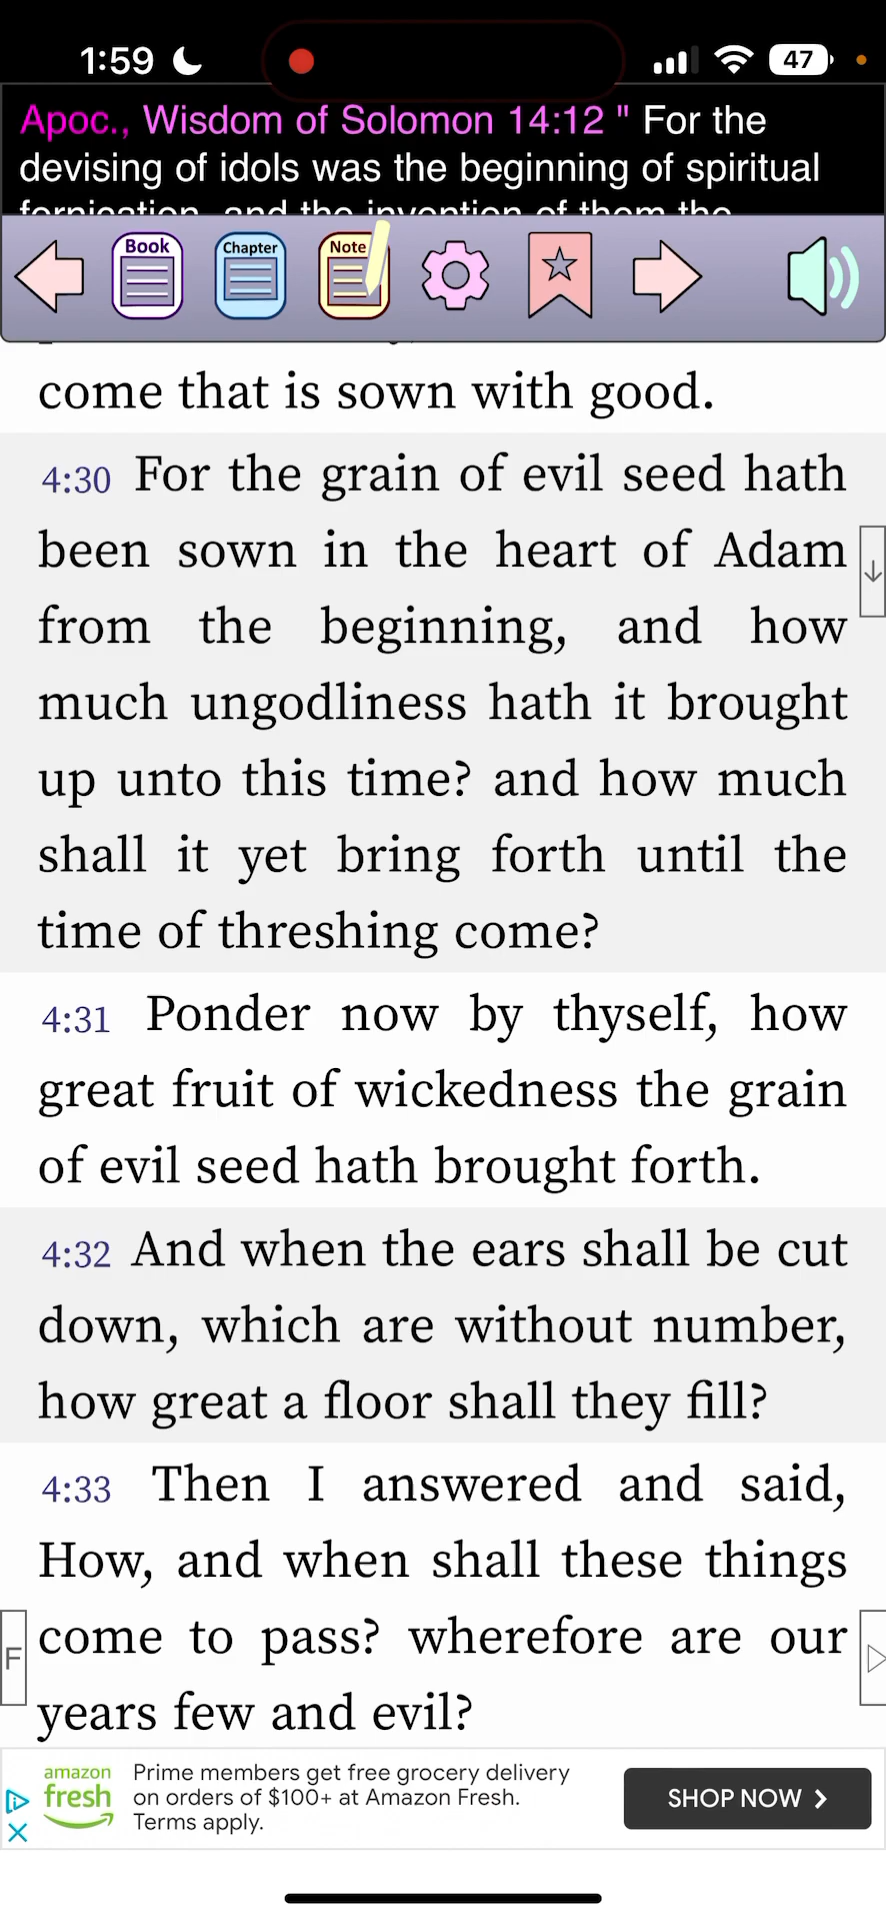 1:59
47
Apoc., Wisdom of Solomon 14:12 " For the
devising of idols was the beginning of spiritual
fornication, and the invention of them the
Book
Chapter
Note
come that is sown with good.
4:30 For the grain of evil seed hath
been sown in the heart of Adam
from the beginning, and how
much ungodliness hath it brought
up unto this time? and how much
shall it yet bring forth until the
time of threshing come?
4:31 Ponder now by thyself, how
great fruit of wickedness the grain
of evil seed hath brought forth.
4:32 And when the ears shall be cut
down, which are without number,
how great a floor shall they fill?
4:33 Then I answered and said,
How, and when shall these things
come to pass? wherefore are our
F
years few and evil?
amazon
fresh
Prime members get free grocery delivery
on orders of $100+ at Amazon Fresh.
Terms apply.
SHOP NOW